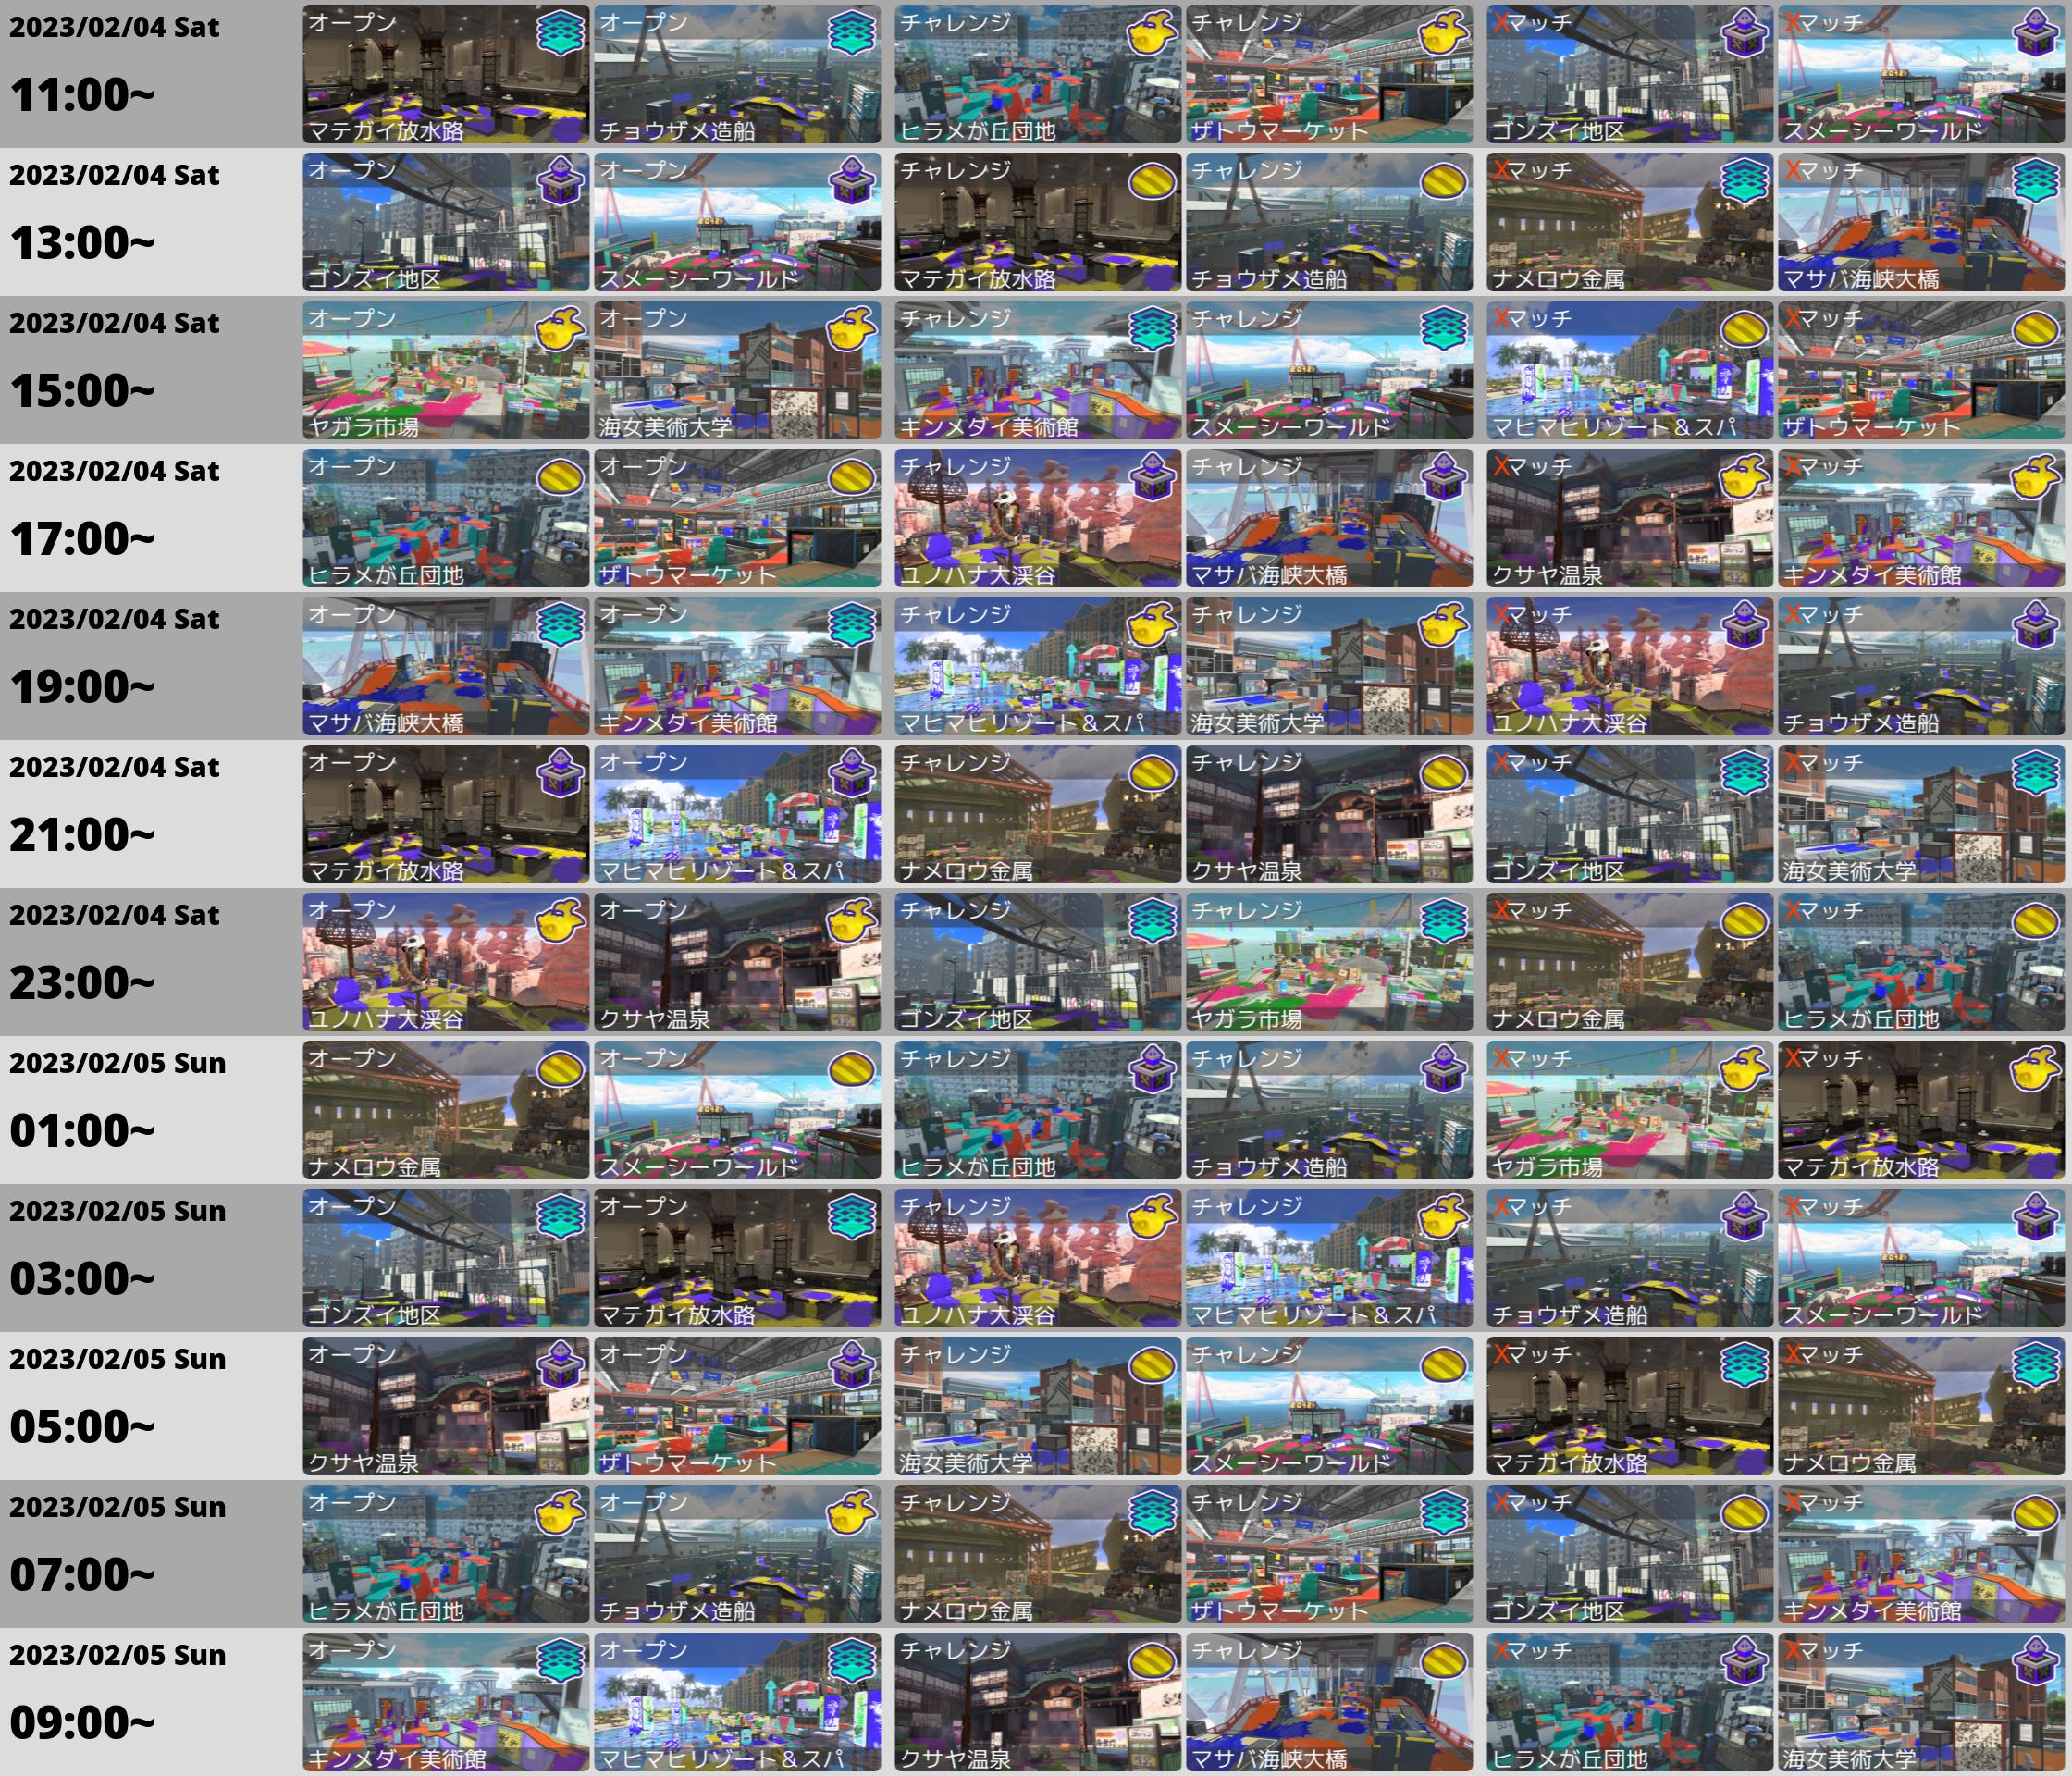 2023/02/04 Sat
11:00~
オープン オープン チャレンジ チャレンジ Xマッチ Xマッチ
マテガイ放水路 チョウザメ造船 ヒラメが丘団地 ザトウマーケット ゴンズイ地区 スメーシーワールド
2023/02/04 Sat
13:00~
オープン オープン チャレンジ チャレンジ Xマッチ Xマッチ
ゴンズイ地区 スメーシーワールド マテガイ放水路 チョウザメ造船 ナメロウ金属 マサバ海峡大橋
2023/02/04 Sat
15:00~
オープン オープン チャレンジ チャレンジ Xマッチ Xマッチ
ヤガラ市場 海女美術大学 キンメダイ美術館 スメーシーワールド マヒマヒリゾート＆スパ ザトウマーケット
2023/02/04 Sat
17:00~
オープン オープン チャレンジ チャレンジ Xマッチ Xマッチ
ヒラメが丘団地 ザトウマーケット ユノハナ大渓谷 マサバ海峡大橋 クサヤ温泉 キンメダイ美術館
2023/02/04 Sat
19:00~
オープン オープン チャレンジ チャレンジ Xマッチ Xマッチ
マサバ海峡大橋 キンメダイ美術館 マヒマヒリゾート＆スパ 海女美術大学 ユノハナ大渓谷 チョウザメ造船
2023/02/04 Sat
21:00~
オープン オープン チャレンジ チャレンジ Xマッチ Xマッチ
マテガイ放水路 マヒマヒリゾート＆スパ ナメロウ金属 クサヤ温泉 ゴンズイ地区 海女美術大学
2023/02/04 Sat
23:00~
オープン オープン チャレンジ チャレンジ Xマッチ Xマッチ
ユノハナ大渓谷 クサヤ温泉 ゴンズイ地区 ヤガラ市場 ナメロウ金属 ヒラメが丘団地
2023/02/05 Sun
01:00~
オープン オープン チャレンジ チャレンジ Xマッチ Xマッチ
ナメロウ金属 スメーシーワールド ヒラメが丘団地 チョウザメ造船 ヤガラ市場 マテガイ放水路
2023/02/05 Sun
03:00~
オープン オープン チャレンジ チャレンジ Xマッチ Xマッチ
ゴンズイ地区 マテガイ放水路 ユノハナ大渓谷 マヒマヒリゾート＆スパ チョウザメ造船 スメーシーワールド
2023/02/05 Sun
05:00~
オープン オープン チャレンジ チャレンジ Xマッチ Xマッチ
クサヤ温泉 ザトウマーケット 海女美術大学 スメーシーワールド マテガイ放水路 ナメロウ金属
2023/02/05 Sun
07:00~
オープン オープン チャレンジ チャレンジ Xマッチ Xマッチ
ヒラメが丘団地 チョウザメ造船 ナメロウ金属 ザトウマーケット ゴンズイ地区 キンメダイ美術館
2023/02/05 Sun
09:00~
オープン オープン チャレンジ チャレンジ Xマッチ Xマッチ
キンメダイ美術館 マヒマヒリゾート＆スパ クサヤ温泉 マサバ海峡大橋 ヒラメが丘団地 海女美術大学